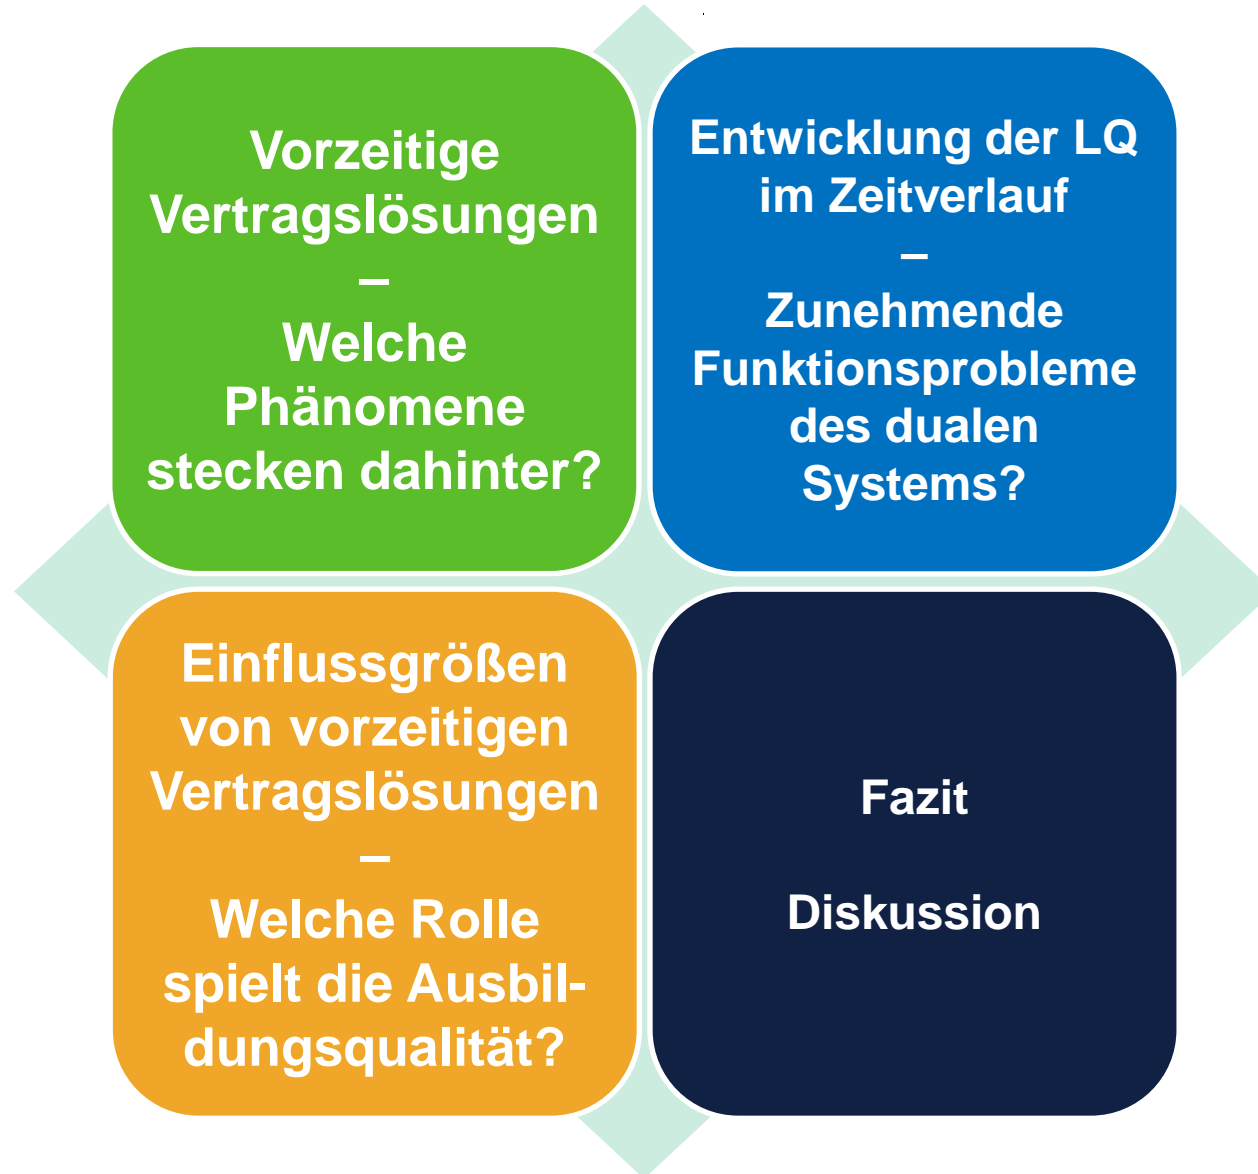 Vorzeitige
Vertragslösungen
–
Welche
Phänomene
stecken dahinter?
Entwicklung der LQ
im Zeitverlauf
–
Zunehmende
Funktionsprobleme
des dualen
Systems?
Einflussgrößen
von vorzeitigen
Vertragslösungen
–
Welche Rolle
spielt die Ausbil-
dungsqualität?
Fazit
Diskussion